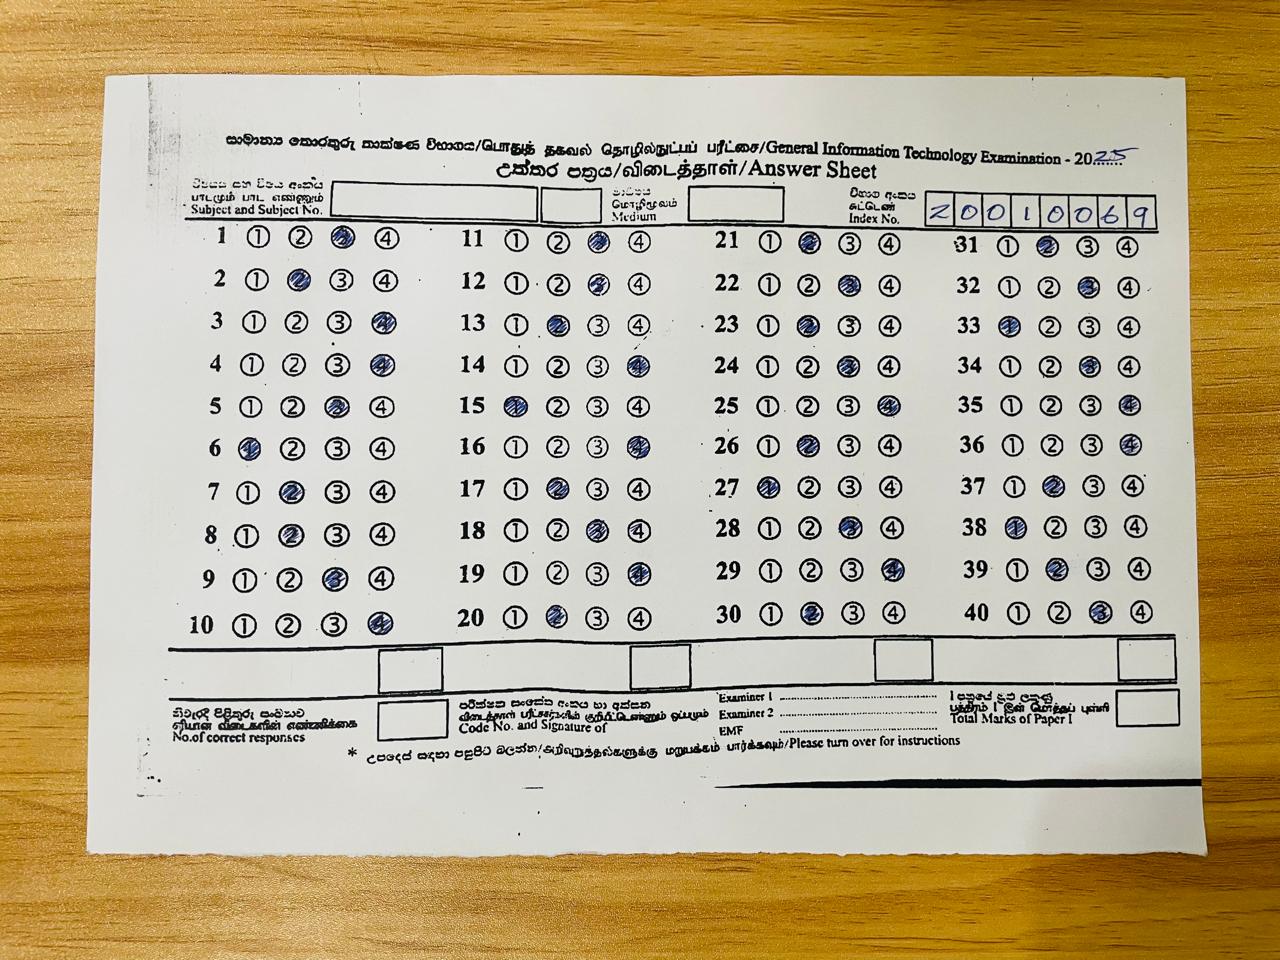 සාමාන්‍ය තොරතුරු තාක්ෂණ විභාගය/பொதுத் தகவல் தொழில்நுட்பப் பரீட்சை/General Information Technology Examination - 2025
උත්තර පත්‍රය/விடைத்தாள்/Answer Sheet
විෂයය සහ විෂය අංකය
பாடமும் பாட எண்ணும்
Subject and Subject No.
මාධ්‍යය
மொழிமூலம்
Medium
විභාග අංකය
சுட்டெண்
Index No.
2 0 0 1 0 0 6 9
1 ① ② ③ ④ 11 ① ② ③ ④ 21 ① ② ③ ④ 31 ① ② ③ ④
2 ① ② ③ ④ 12 ① ② ③ ④ 22 ① ② ③ ④ 32 ① ② ③ ④
3 ① ② ③ ④ 13 ① ② ③ ④ 23 ① ② ③ ④ 33 ① ② ③ ④
4 ① ② ③ ④ 14 ① ② ③ ④ 24 ① ② ③ ④ 34 ① ② ③ ④
5 ① ② ③ ④ 15 ① ② ③ ④ 25 ① ② ③ ④ 35 ① ② ③ ④
6 ① ② ③ ④ 16 ① ② ③ ④ 26 ① ② ③ ④ 36 ① ② ③ ④
7 ① ② ③ ④ 17 ① ② ③ ④ 27 ① ② ③ ④ 37 ① ② ③ ④
8 ① ② ③ ④ 18 ① ② ③ ④ 28 ① ② ③ ④ 38 ① ② ③ ④
9 ① ② ③ ④ 19 ① ② ③ ④ 29 ① ② ③ ④ 39 ① ② ③ ④
10 ① ② ③ ④ 20 ① ② ③ ④ 30 ① ② ③ ④ 40 ① ② ③ ④
නිවැරදි පිළිතුරු සංඛ්‍යාව
சரியான விடைகளின் எண்ணிக்கை
No.of correct responses
පරීක්ෂක සංකේත අංකය හා අත්සන
விடைத்தாள் பரீட்சகர்களின் குறியீட்டெண்ணும் ஒப்பமும்
Code No. and Signature of
Examiner 1
Examiner 2
EMF
I පත්‍රයේ මුළු ලකුණු
பத்திரம் I இன் மொத்தப் புள்ளி
Total Marks of Paper I
* උපදෙස් සඳහා පසුපිට බලන්න/அறிவுறுத்தல்களுக்கு மறுபக்கம் பார்க்கவும்/Please turn over for instructions